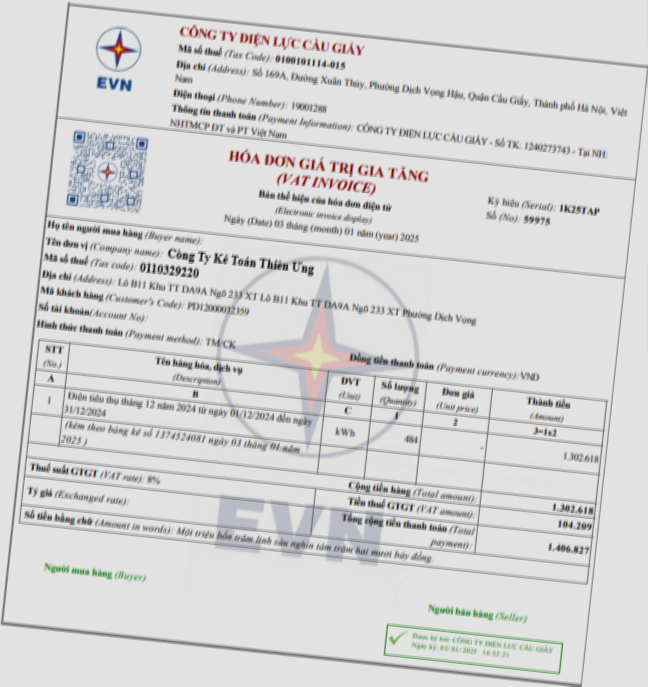 CÔNG TY ĐIỆN LỰC CẦU GIẤY
Mã số thuế (Tax Code): 0100101114-015
Địa chỉ (Address): Số 169A, Đường Xuân Thủy, Phường Dịch Vọng Hậu, Quận Cầu Giấy, Thành phố Hà Nội, Việt
Nam
Điện thoại (Phone Number): 19001288
Thông tin thanh toán (Payment Information): CÔNG TY ĐIỆN LỰC CẦU GIẤY - Số TK: 1240273743 - Tại NH:
NHTMCP ĐT và PT Việt Nam
EVN
HÓA ĐƠN GIÁ TRỊ GIA TĂNG
(VAT INVOICE)
Bản thể hiện của hóa đơn điện tử
(Electronic invoice display)
Ngày (Date) 03 tháng (month) 01 năm (year) 2025
Ký hiệu (Serial): 1K25TAP
Số (No): 59975
Họ tên người mua hàng (Buyer name):
Tên đơn vị (Company name): Công Ty Kế Toán Thiên Ưng
Mã số thuế (Tax code): 0110329220
Địa chỉ (Address): Lô B11 Khu TT DA9A Ngõ 233 XT Lô B11 Khu TT DA9A Ngõ 233 XT Phường Dịch Vọng
Mã khách hàng (Customer's Code): PD12000032359
Số tài khoản(Account No):
Hình thức thanh toán (Payment method): TM/CK
Đồng tiền thanh toán (Payment currency):VND
STT (No.) Tên hàng hóa, dịch vụ (Description) ĐVT (Unit) Số lượng (Quantity) Đơn giá (Unit price) Thành tiền (Amount)
A B C 1 2 3=1x2
1 Điện tiêu thụ tháng 12 năm 2024 từ ngày 01/12/2024 đến ngày
31/12/2024 kWh 484 - 1.302.618
(kèm theo bảng kê số 1374524081 ngày 03 tháng 01 năm
2025 )
Cộng tiền hàng (Total amount): 1.302.618
Thuế suất GTGT (VAT rate): 8% Tiền thuế GTGT (VAT amount): 104.209
Tỷ giá (Exchanged rate): Tổng cộng tiền thanh toán (Total
payment): 1.406.827
Số tiền bằng chữ (Amount in words): Một triệu bốn trăm linh sáu nghìn tám trăm hai mươi bảy đồng.
EVN
Người mua hàng (Buyer)
Người bán hàng (Seller)
Được ký bởi: CÔNG TY ĐIỆN LỰC CẦU GIẤY
Ngày ký: 03/01/2025 16:32:21